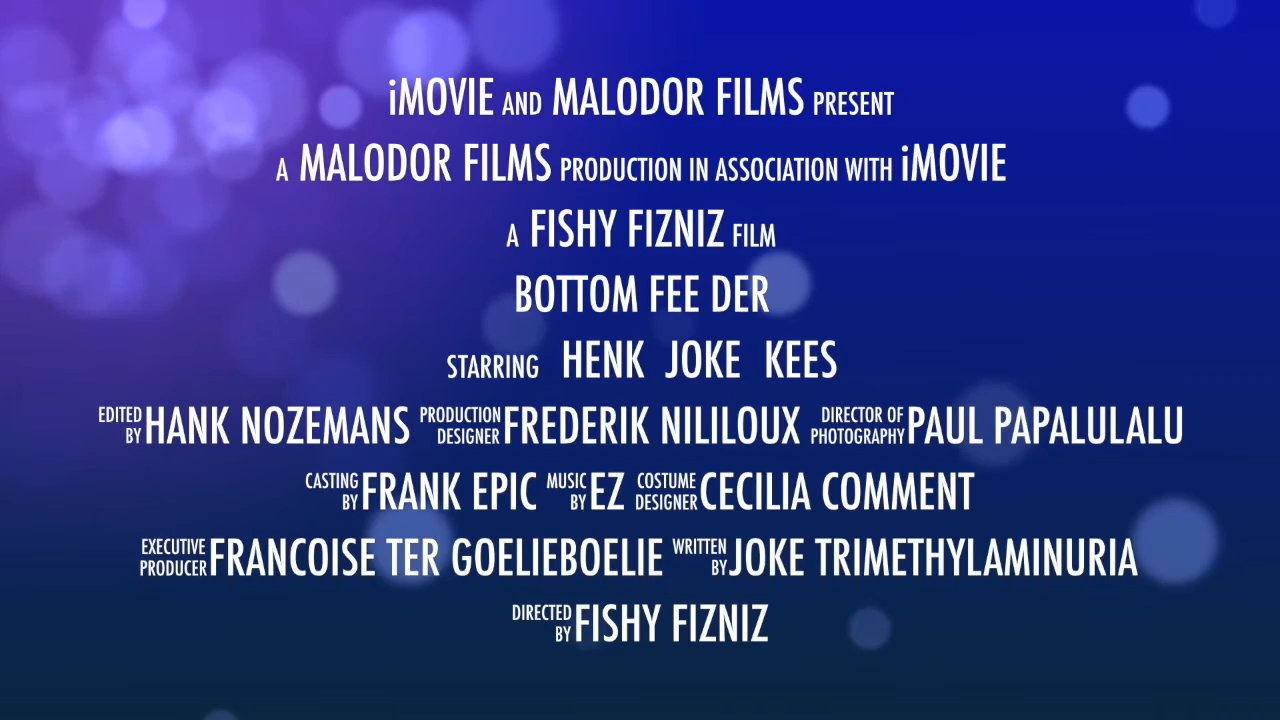 iMOVIE AND MALODOR FILMS PRESENT
A MALODOR FILMS PRODUCTION IN ASSOCIATION WITH iMOVIE
A FISHY FIZNIZ FILM
BOTTOM FEE DER
STARRING HENK JOKE KEES
EDITED BY HANK NOZEMANS PRODUCTION DESIGNER FREDERIK NILILOUX DIRECTOR OF PHOTOGRAPHY PAUL PAPALULALU
CASTING BY FRANK EPIC MUSIC BY EZ COSTUME DESIGNER CECILIA COMMENT
EXECUTIVE PRODUCER FRANCOISE TER GOELIEBOELIE WRITTEN BY JOKE TRIMETHYLAMINURIA
DIRECTED BY FISHY FIZNIZ